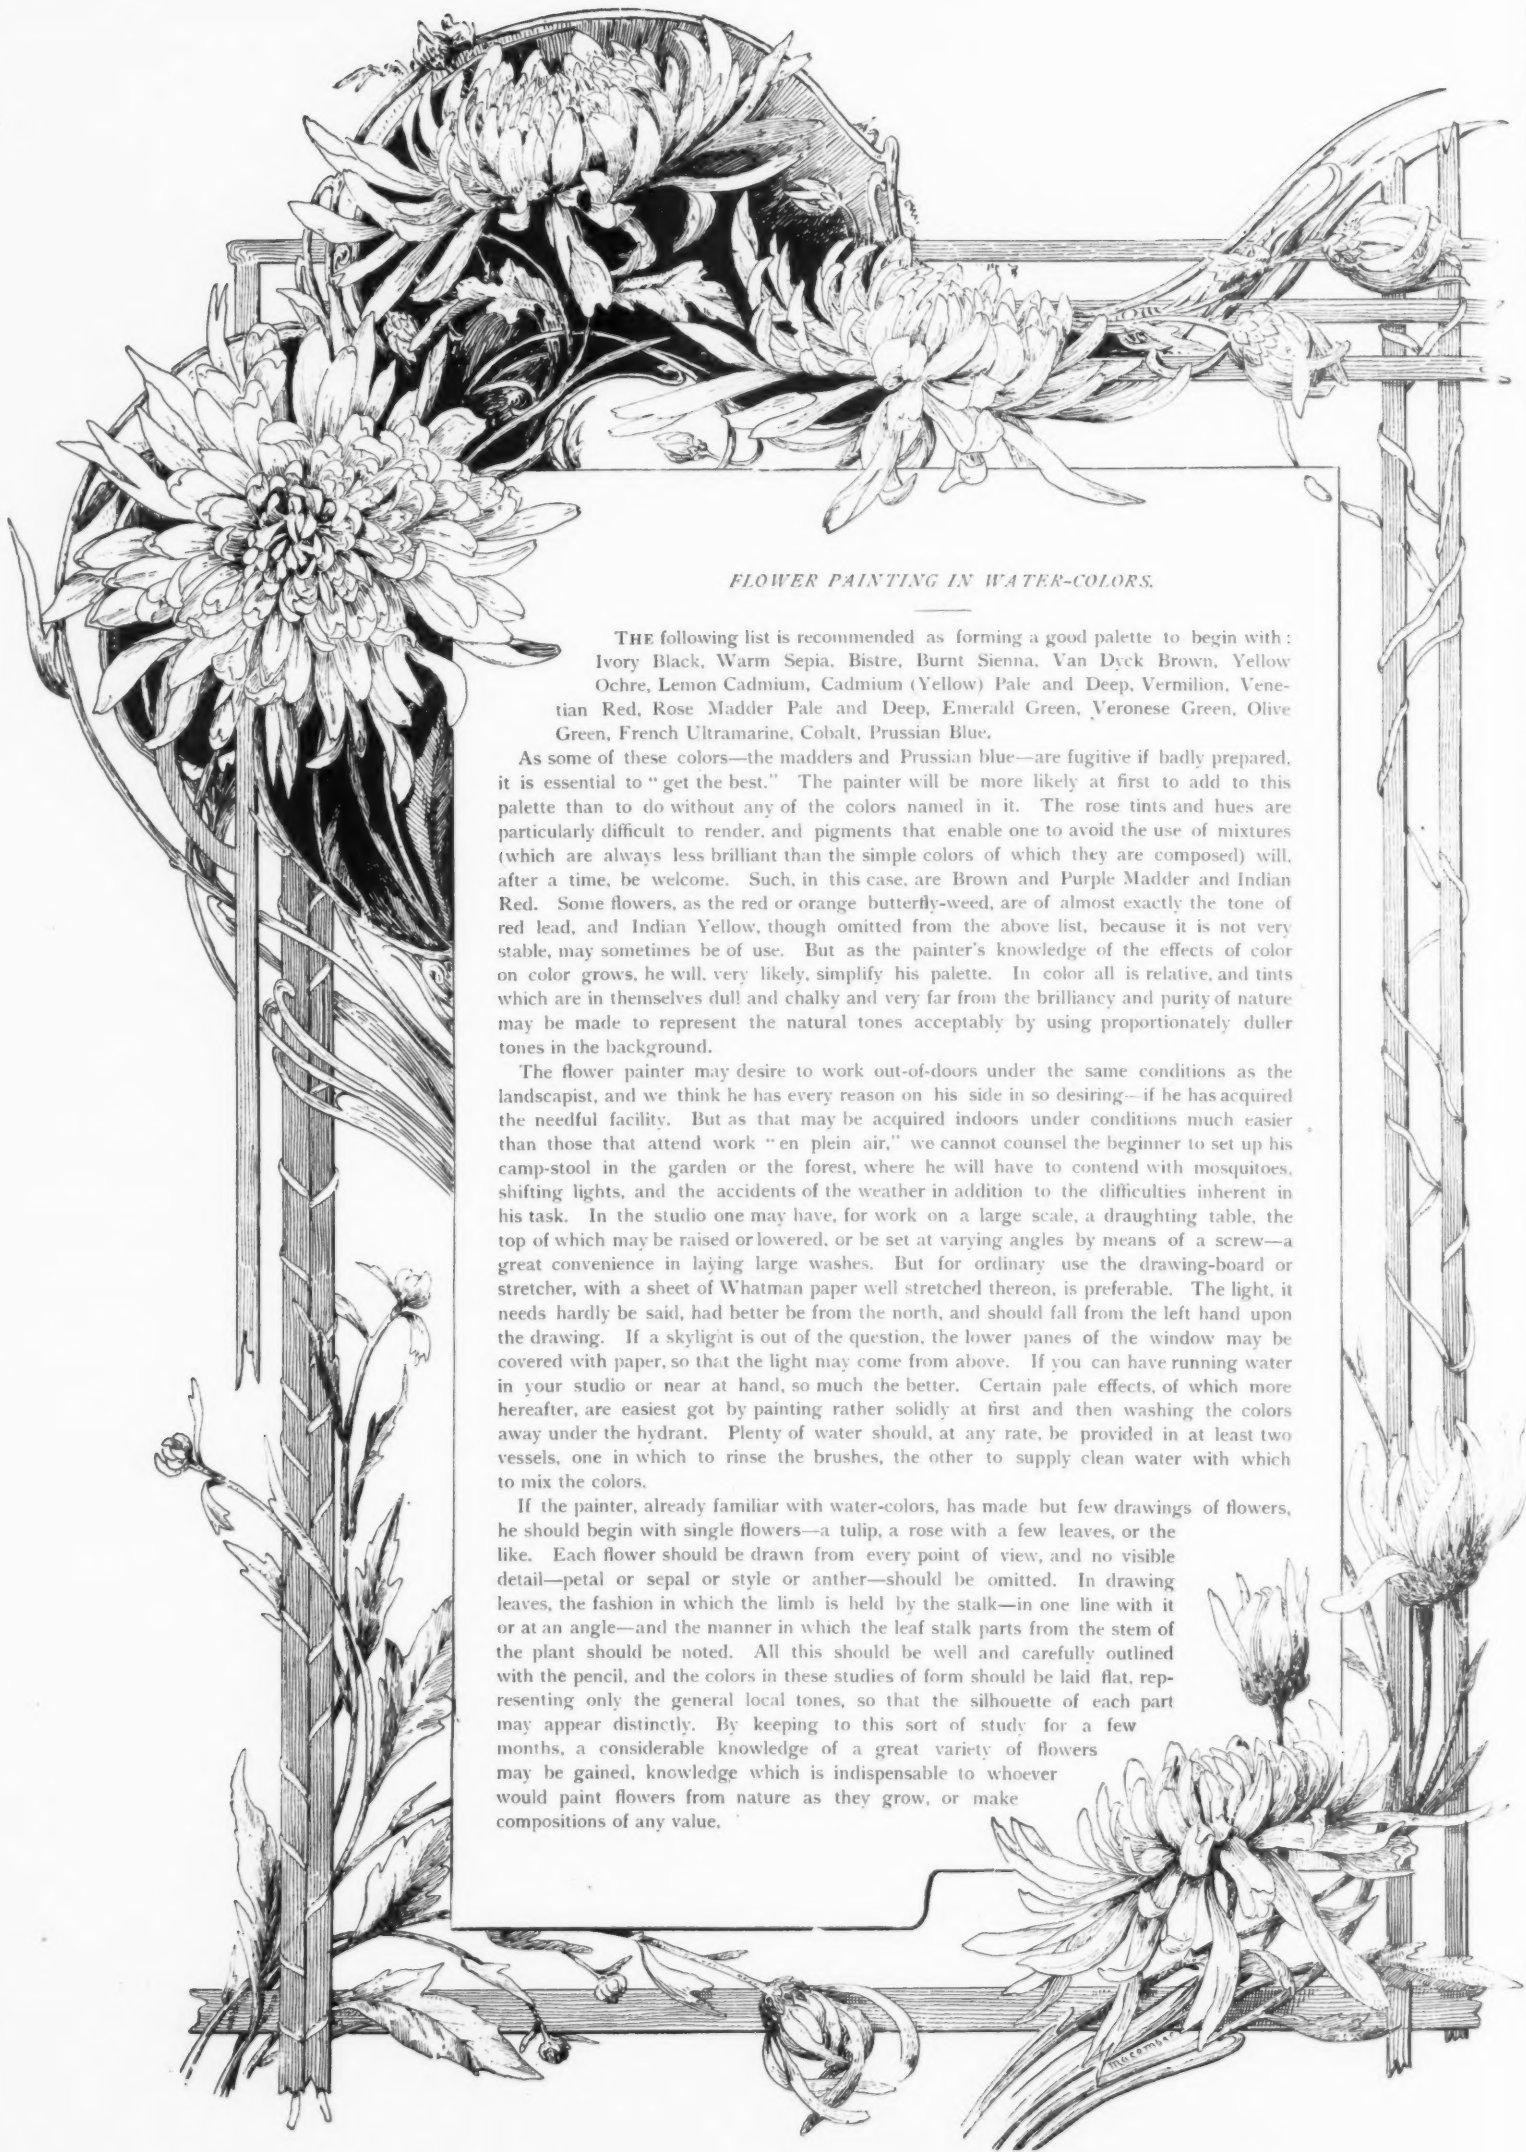 FLOWER PAINTING IN WATER-COLORS.
THE following list is recommended as forming a good palette to begin with:
Ivory Black, Warm Sepia, Bistre, Burnt Sienna, Van Dyck Brown, Yellow
Ochre, Lemon Cadmium, Cadmium (Yellow) Pale and Deep, Vermilion, Vene-
tian Red, Rose Madder Pale and Deep, Emerald Green, Veronese Green, Olive
Green, French Ultramarine, Cobalt, Prussian Blue.
As some of these colors—the madders and Prussian blue—are fugitive if badly prepared,
it is essential to "get the best." The painter will be more likely at first to add to this
palette than to do without any of the colors named in it. The rose tints and hues are
particularly difficult to render, and pigments that enable one to avoid the use of mixtures
(which are always less brilliant than the simple colors of which they are composed) will,
after a time, be welcome. Such, in this case, are Brown and Purple Madder and Indian
Red. Some flowers, as the red or orange butterfly-weed, are of almost exactly the tone of
red lead, and Indian Yellow, though omitted from the above list, because it is not very
stable, may sometimes be of use. But as the painter's knowledge of the effects of color
on color grows, he will, very likely, simplify his palette. In color all is relative, and tints
which are in themselves dull and chalky and very far from the brilliancy and purity of nature
may be made to represent the natural tones acceptably by using proportionately duller
tones in the background.
The flower painter may desire to work out-of-doors under the same conditions as the
landscapist, and we think he has every reason on his side in so desiring—if he has acquired
the needful facility. But as that may be acquired indoors under conditions much easier
than those that attend work "en plein air," we cannot counsel the beginner to set up his
camp-stool in the garden or the forest, where he will have to contend with mosquitoes,
shifting lights, and the accidents of the weather in addition to the difficulties inherent in
his task. In the studio one may have, for work on a large scale, a draughting table, the
top of which may be raised or lowered, or be set at varying angles by means of a screw—a
great convenience in laying large washes. But for ordinary use the drawing-board or
stretcher, with a sheet of Whatman paper well stretched thereon, is preferable. The light, it
needs hardly be said, had better be from the north, and should fall from the left hand upon
the drawing. If a skylight is out of the question, the lower panes of the window may be
covered with paper, so that the light may come from above. If you can have running water
in your studio or near at hand, so much the better. Certain pale effects, of which more
hereafter, are easiest got by painting rather solidly at first and then washing the colors
away under the hydrant. Plenty of water should, at any rate, be provided in at least two
vessels, one in which to rinse the brushes, the other to supply clean water with which
to mix the colors.
If the painter, already familiar with water-colors, has made but few drawings of flowers,
he should begin with single flowers—a tulip, a rose with a few leaves, or the
like. Each flower should be drawn from every point of view, and no visible
detail—petal or sepal or style or anther—should be omitted. In drawing
leaves, the fashion in which the limb is held by the stalk—in one line with it
or at an angle—and the manner in which the leaf stalk parts from the stem of
the plant should be noted. All this should be well and carefully outlined
with the pencil, and the colors in these studies of form should be laid flat, rep-
resenting only the general local tones, so that the silhouette of each part
may appear distinctly. By keeping to this sort of study for a few
months, a considerable knowledge of a great variety of flowers
may be gained, knowledge which is indispensable to whoever
would paint flowers from nature as they grow, or make
compositions of any value.
macomber